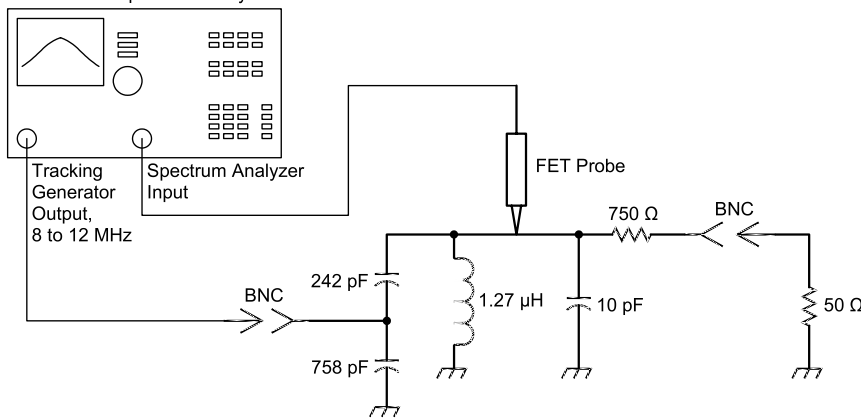 Tracking
Generator
Output,
8 to 12 MHz
Spectrum Analyzer
Input
FET Probe
750 Ω
BNC
242 pF
BNC
1.27 µH
10 pF
50 Ω
758 pF